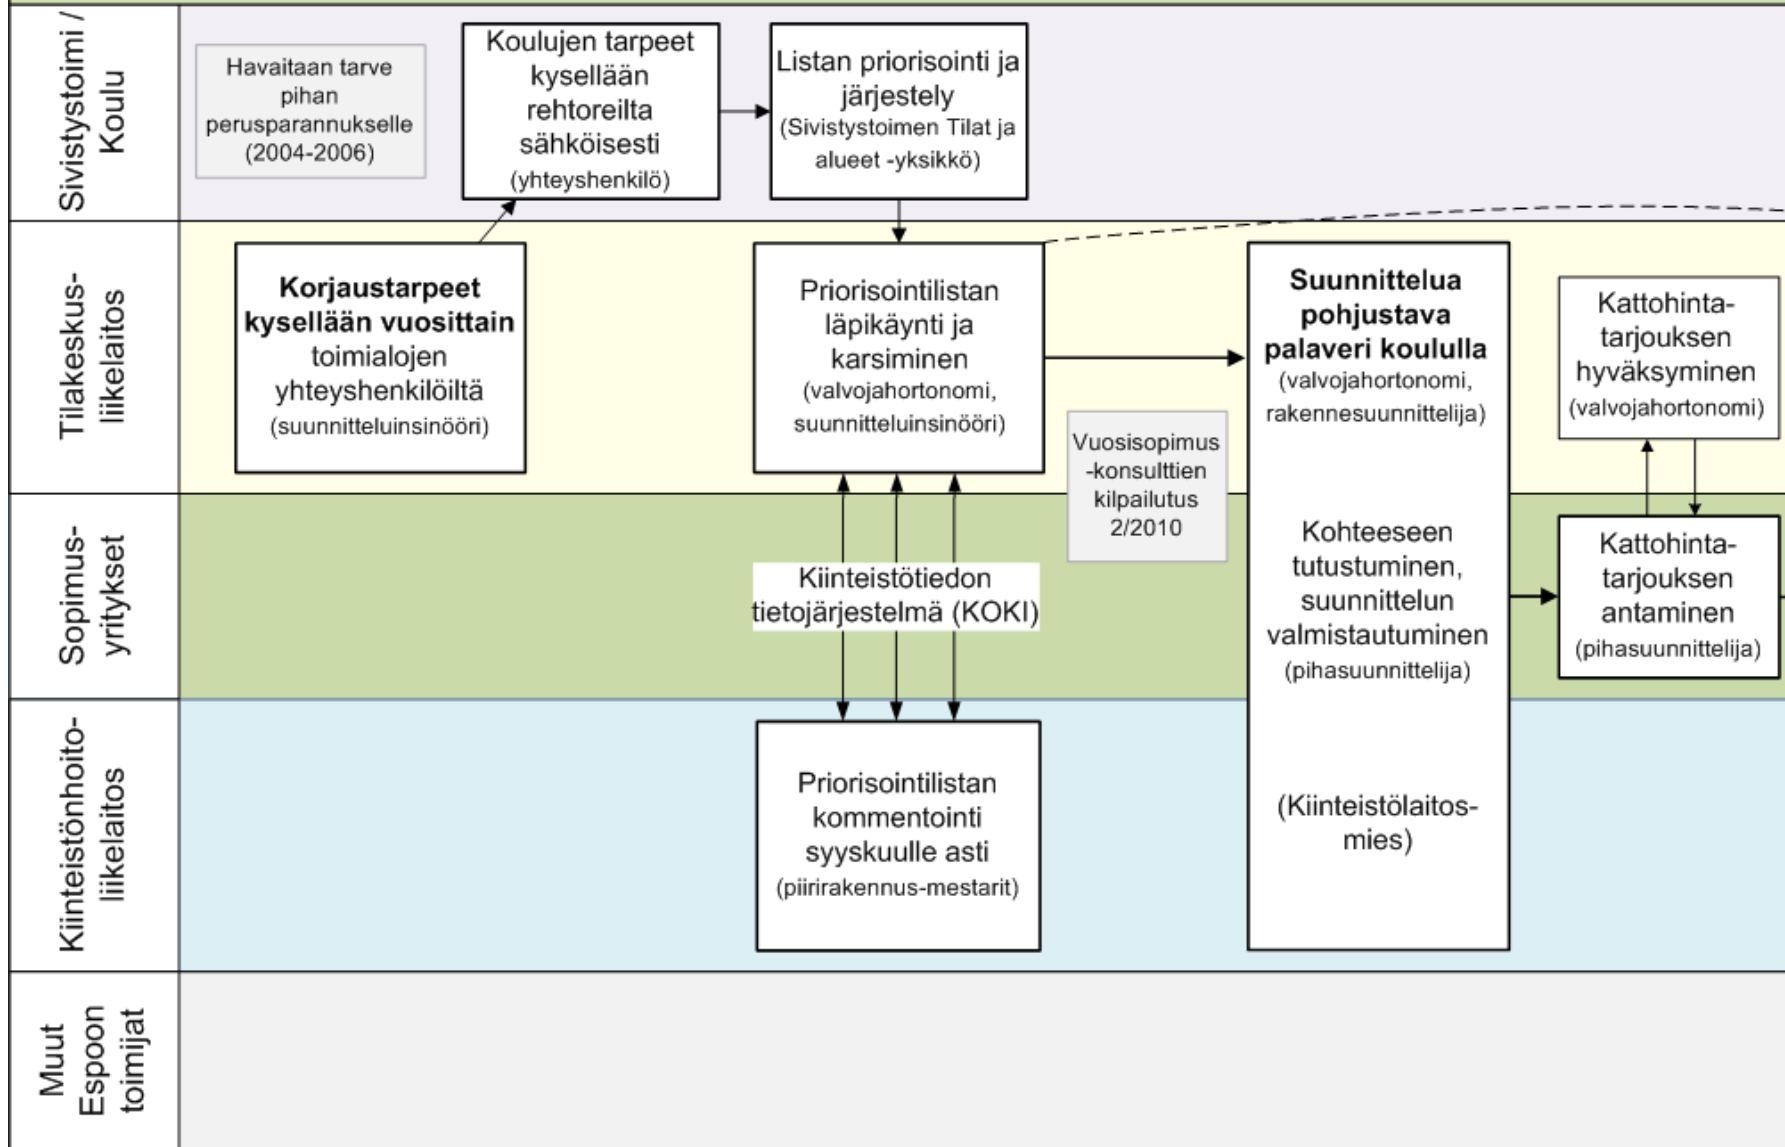 Sivistystoimi /
Koulu
Havaitaan tarve
pihan
perusparannukselle
(2004-2006)
Koulujen tarpeet
kysellään
rehtoreilta
sähköisesti
(yhteyshenkilö)
Listan priorisointi ja
järjestely
(Sivistystoimen Tilat ja
alueet -yksikkö)
Tilakeskus-
liikelaitos
Korjaustarpeet
kysellään vuosittain
toimialojen
yhteyshenkilöiltä
(suunnitteluinsinööri)
Priorisointilistan
läpikäynti ja
karsiminen
(valvojahortonomi,
suunnitteluinsinööri)
Vuosisopimus
-konsulttien
kilpailutus
2/2010
Suunnittelua
pohjustava
palaveri koululla
(valvojahortonomi,
rakennesuunnittelija)
Kattohinta-
tarjouksen
hyväksyminen
(valvojahortonomi)
Sopimus-
yritykset
Kiinteistötiedon
tietojärjestelmä (KOKI)
Kohteeseen
tutustuminen,
suunnittelun
valmistautuminen
(pihasuunnittelija)
Kattohinta-
tarjouksen
antaminen
(pihasuunnittelija)
Kiinteistönhoito-
liikelaitos
Priorisointilistan
kommentointi
syyskuulle asti
(piirirakennus-mestarit)
(Kiinteistölaitos-
mies)
Muut
Espoon
toimijat